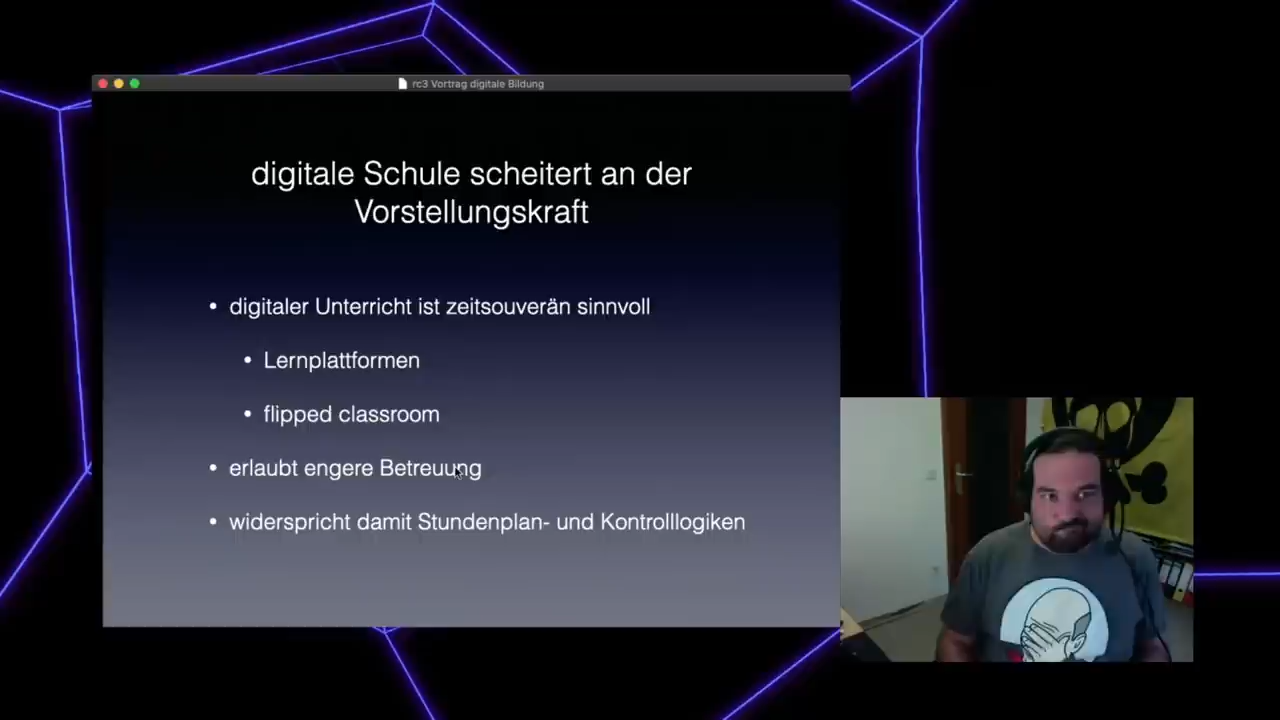 rc3 Vortrag digitale Bildung
digitale Schule scheitert an der
Vorstellungskraft
• digitaler Unterricht ist zeitsouverän sinnvoll
• Lernplattformen
• flipped classroom
• erlaubt engere Betreuung
• widerspricht damit Stundenplan- und Kontrolllogiken